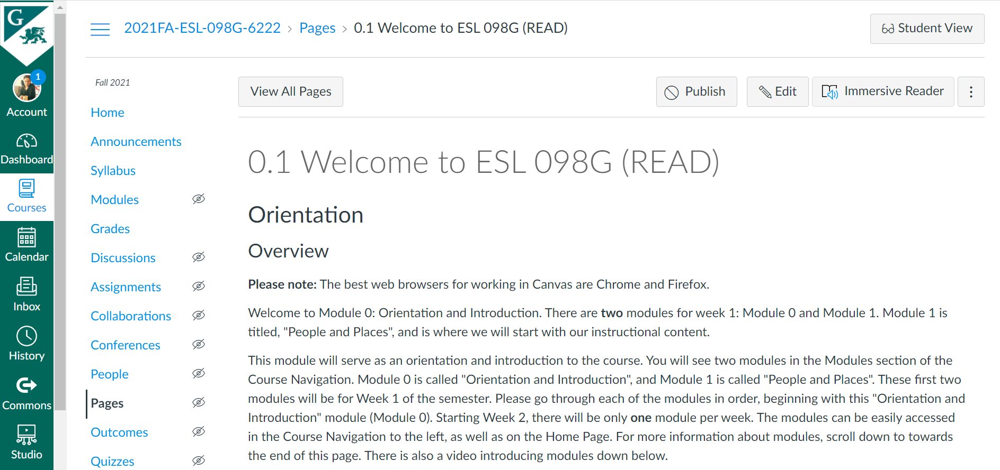 G
1
Account
Dashboard
Courses
Calendar
Inbox
History
Commons
Studio
2021FA-ESL-098G-6222 > Pages > 0.1 Welcome to ESL 098G (READ)
Student View
Fall 2021
Home
Announcements
Syllabus
Modules
Grades
Discussions
Assignments
Collaborations
Conferences
People
Pages
Outcomes
Quizzes
View All Pages
Publish
Edit
Immersive Reader
0.1 Welcome to ESL 098G (READ)
Orientation
Overview
Please note: The best web browsers for working in Canvas are Chrome and Firefox.
Welcome to Module 0: Orientation and Introduction. There are two modules for week 1: Module 0 and Module 1. Module 1 is
titled, "People and Places", and is where we will start with our instructional content.
This module will serve as an orientation and introduction to the course. You will see two modules in the Modules section of the
Course Navigation. Module 0 is called "Orientation and Introduction", and Module 1 is called "People and Places". These first two
modules will be for Week 1 of the semester. Please go through each of the modules in order, beginning with this "Orientation and
Introduction" module (Module 0). Starting Week 2, there will be only one module per week. The modules can be easily accessed
in the Course Navigation to the left, as well as on the Home Page. For more information about modules, scroll down to towards
the end of this page. There is also a video introducing modules down below.